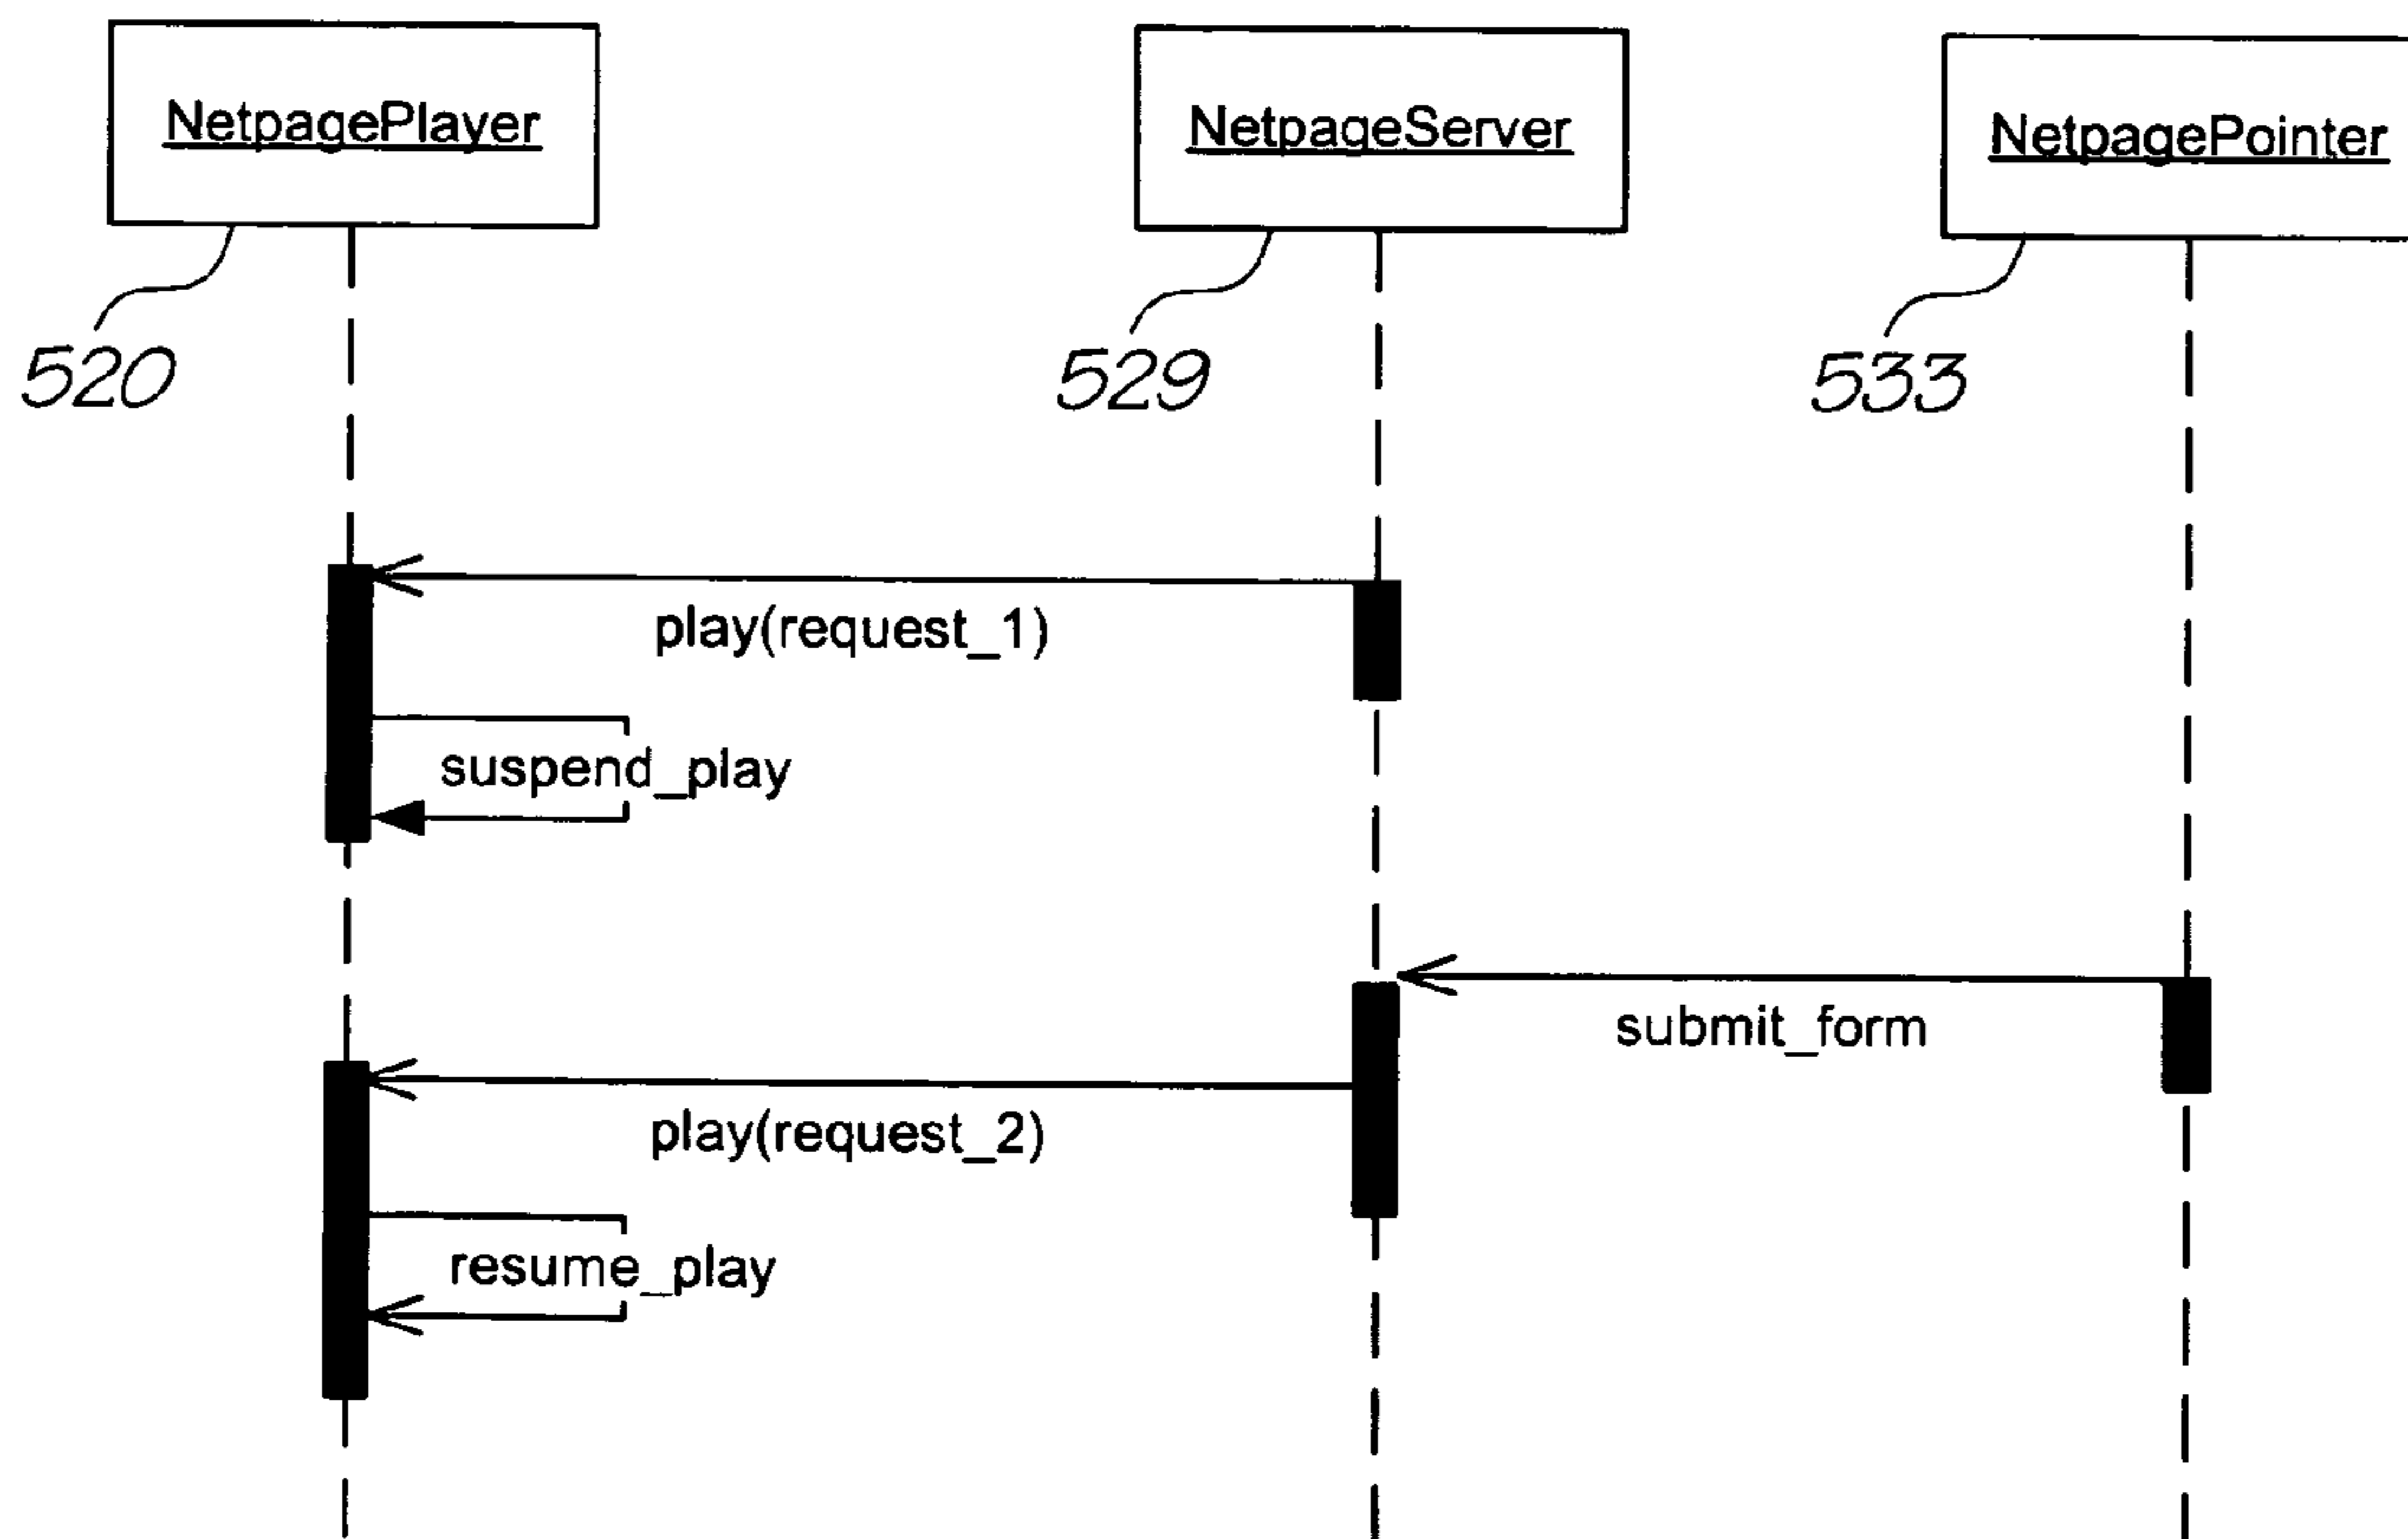 NetpagePlayer
NetpageServer
NetpagePointer
520
529
533
play(request_1)
suspend_play
submit_form
play(request_2)
resume_play